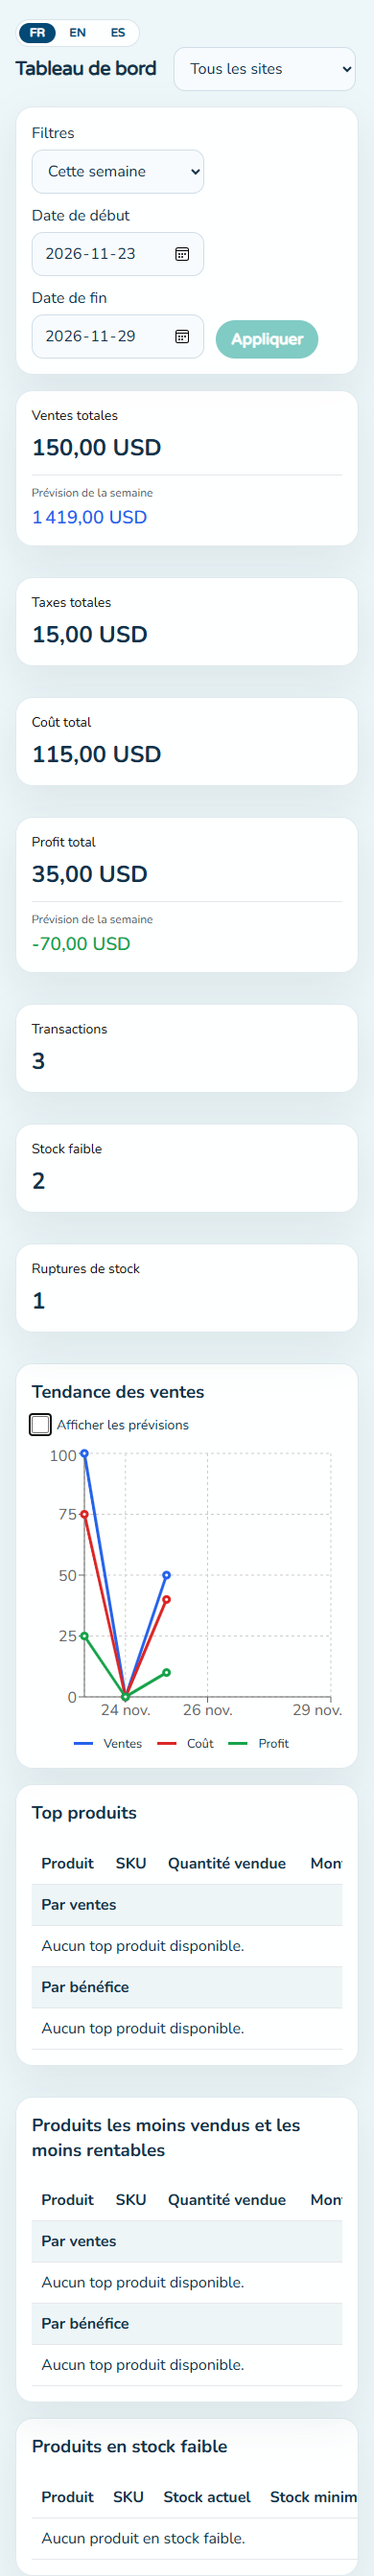 FR EN ES
Tableau de bord Tous les sites
Filtres
Cette semaine
Date de début
2026-11-23
Date de fin
2026-11-29 Appliquer
Ventes totales
150,00 USD
Prévision de la semaine
1 419,00 USD
Taxes totales
15,00 USD
Coût total
115,00 USD
Profit total
35,00 USD
Prévision de la semaine
-70,00 USD
Transactions
3
Stock faible
2
Ruptures de stock
1
Tendance des ventes
Afficher les prévisions
100
75
50
25
0
24 nov. 26 nov. 29 nov.
Ventes Coût Profit
Top produits
Produit SKU Quantité vendue Mon
Par ventes
Aucun top produit disponible.
Par bénéfice
Aucun top produit disponible.
Produits les moins vendus et les
moins rentables
Produit SKU Quantité vendue Mon
Par ventes
Aucun top produit disponible.
Par bénéfice
Aucun top produit disponible.
Produits en stock faible
Produit SKU Stock actuel Stock minim
Aucun produit en stock faible.